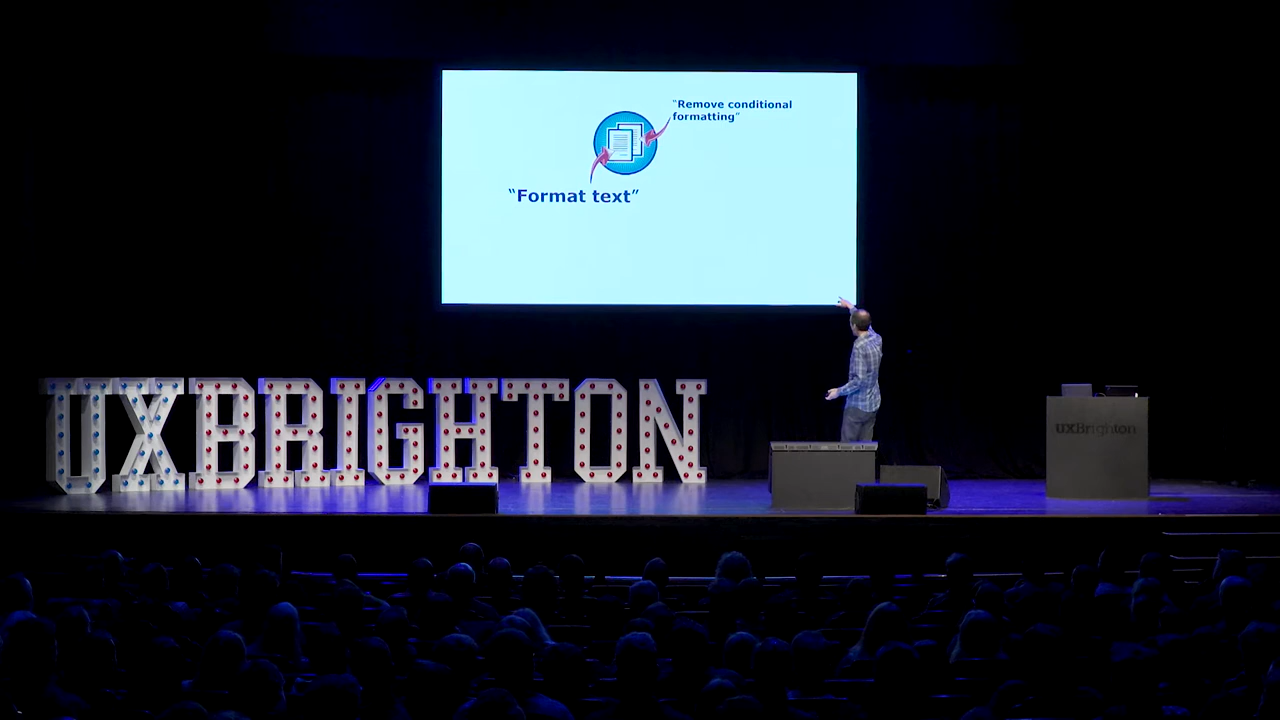 “Remove conditional
formatting”
“Format text”
UXBRIGHTON
UXBrighton